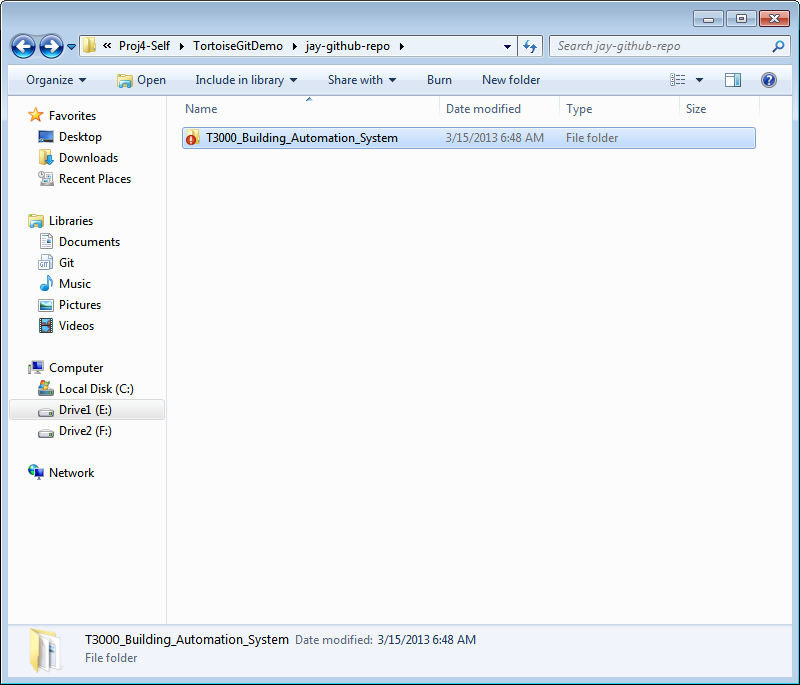 « Proj4-Self TortoiseGitDemo jay-github-repo Search jay-github-repo
Organize Open Include in library Share with Burn New folder
Name Date modified Type Size
T3000_Building_Automation_System 3/15/2013 6:48 AM File folder
Favorites
Desktop
Downloads
Recent Places
Libraries
Documents
Git
Music
Pictures
Videos
Computer
Local Disk (C:)
Drive1 (E:)
Drive2 (F:)
Network
T3000_Building_Automation_System Date modified: 3/15/2013 6:48 AM
File folder